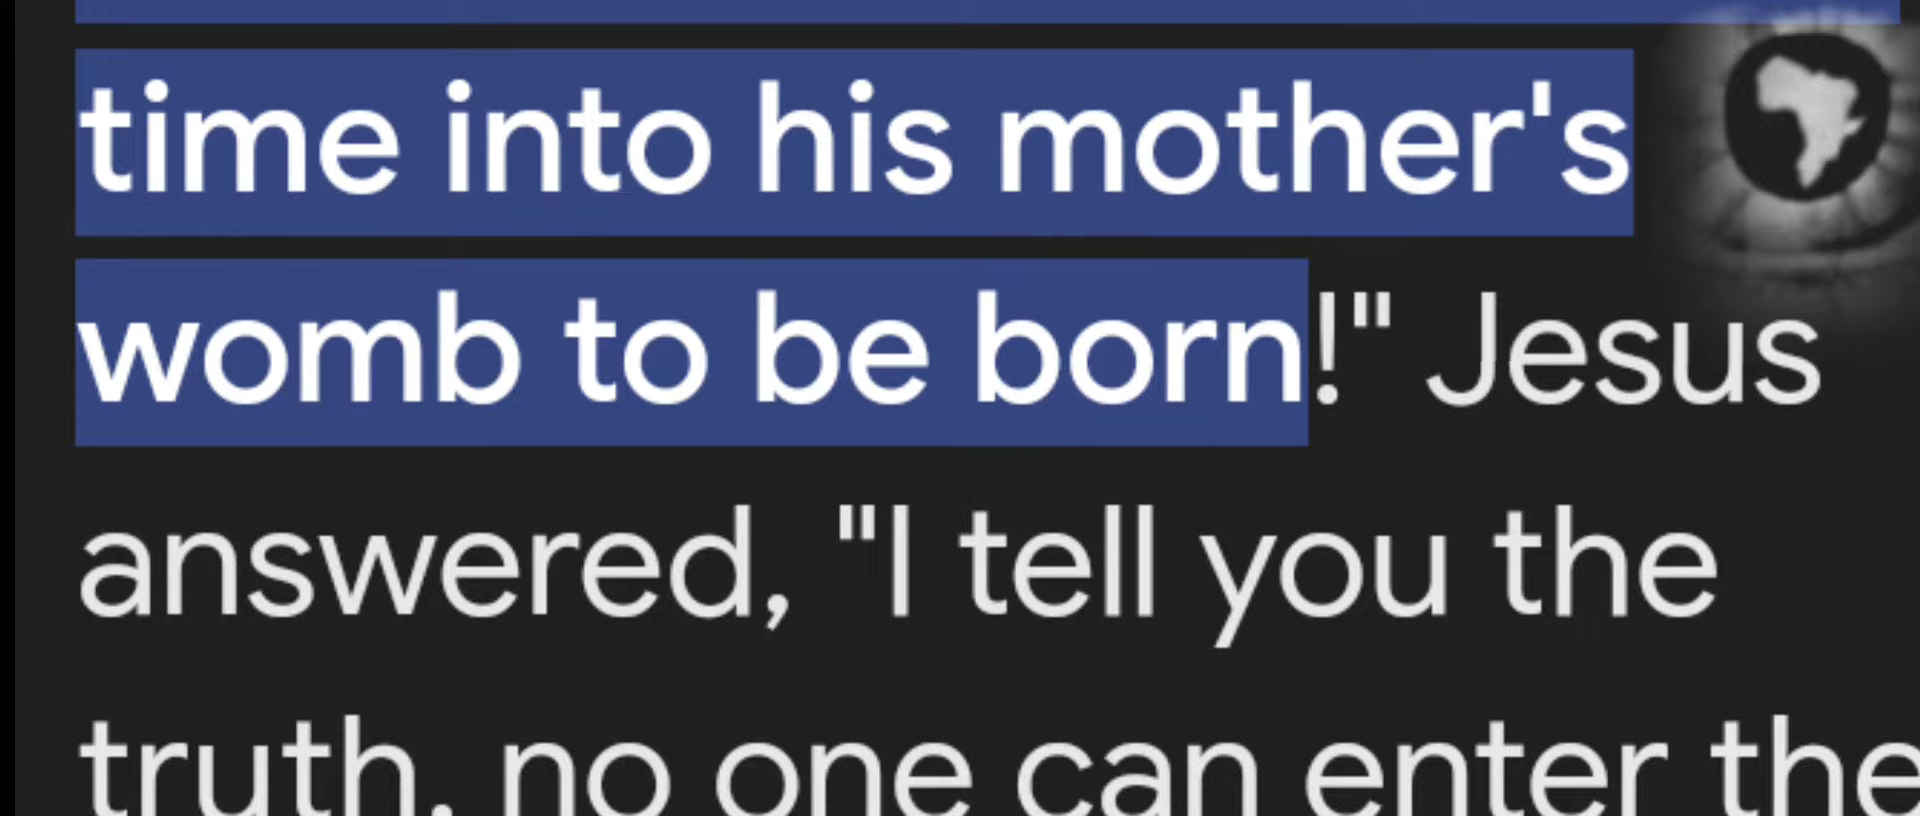 time into his mother's
womb to be born!" Jesus
answered, "I tell you the
truth, no one can enter the